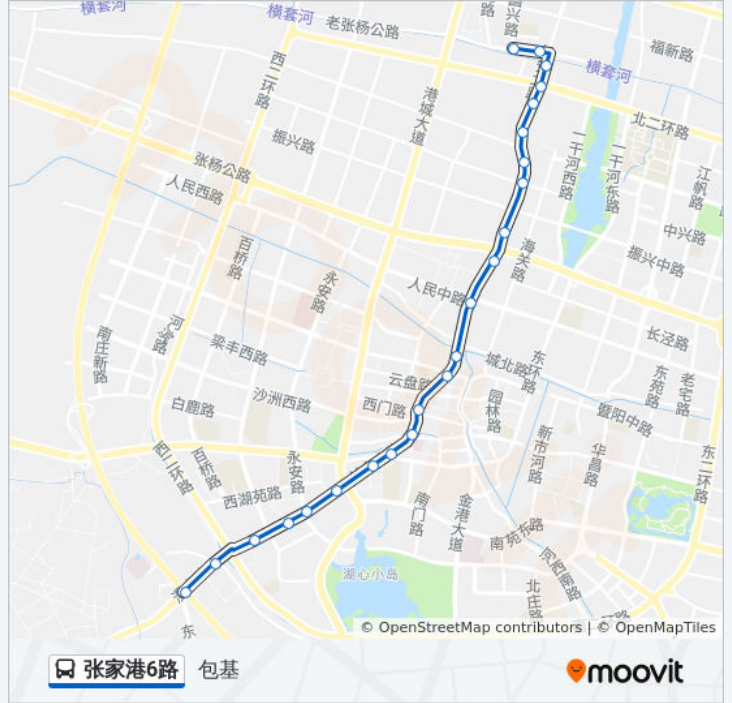 横套河
横套河
老张杨公路
福新路
横套河
西二环路
港城大道
北二环路
振兴路
一干河西路
一干河东路
江帆路
张杨公路
人民西路
中兴路
百桥路
海关路
振兴中路
永安路
人民中路
南庄新路
河沧路
梁丰西路
长泾路
城北路
东环路
东苑路
老宅路
云盘路
白鹿路
沙洲西路
西门路
园林路
暨阳中路
新市河路
华昌路
东二环路
西二环路
百桥路
永安路
西湖苑路
南门路
金港大道
南苑东路
湖心小岛
河西南路
北庄路
东
© OpenStreetMap contributors | © OpenMapTiles
张家港6路 包基
moovit